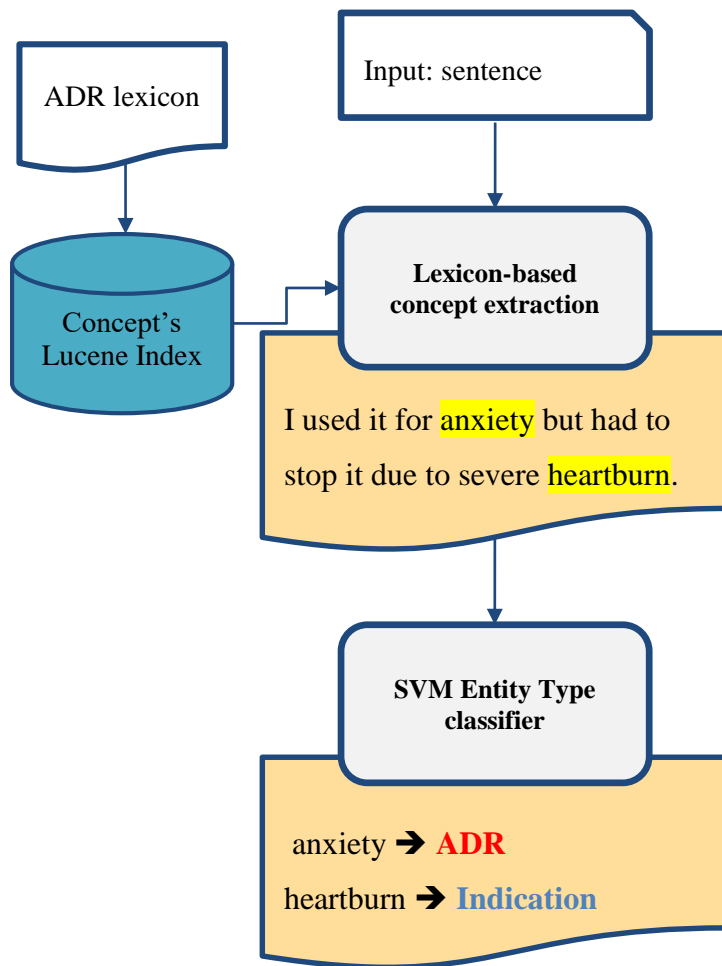 ADR lexicon
Input: sentence
Concept’s
Lucene Index
Lexicon-based
concept extraction
I used it for anxiety but had to
stop it due to severe heartburn.
SVM Entity Type
classifier
anxiety ➔ ADR
heartburn ➔ Indication